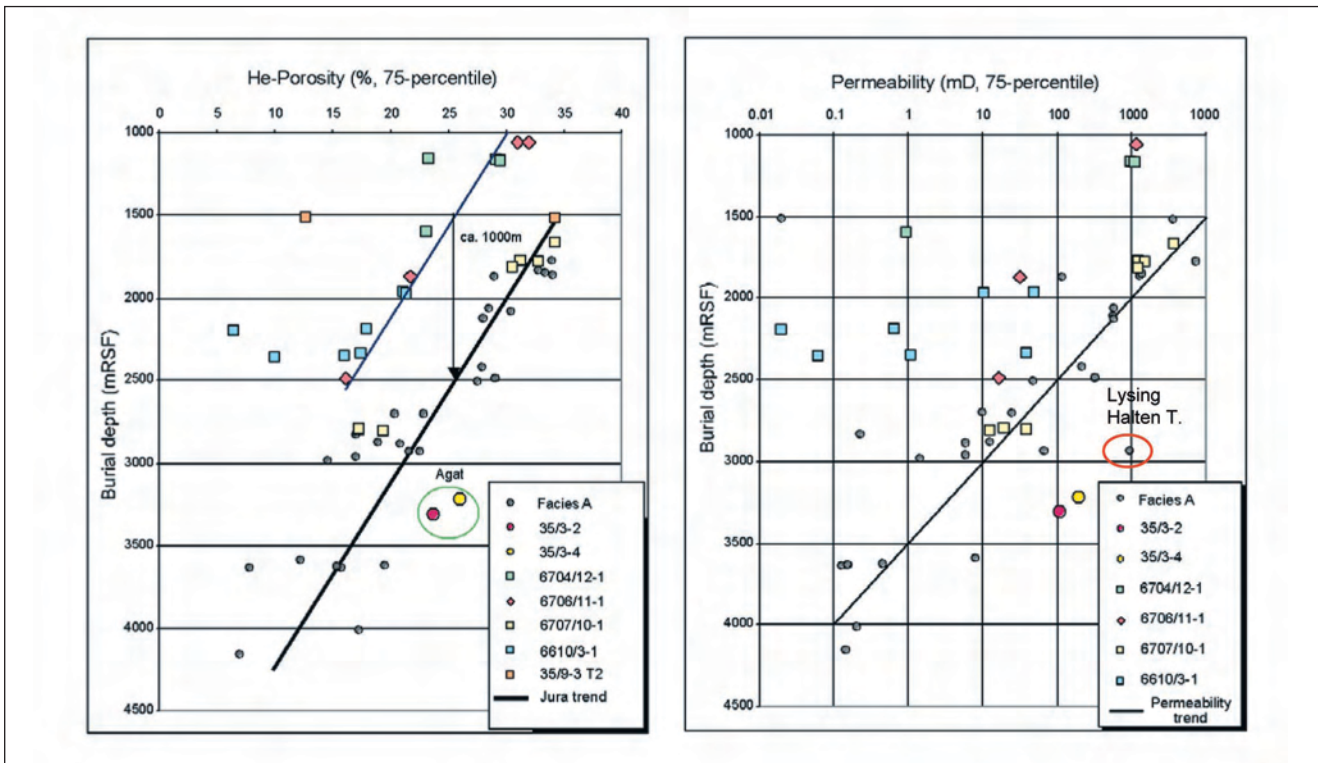 He-Porosity (%, 75-percentile)
0 5 10 15 20 25 30 35 40
1000
1500
2000
2500
3000
3500
4000
4500
Burial depth (mRSF)
ca. 1000m
Agat
Facies A
35/3-2
35/3-4
6704/12-1
6706/11-1
6707/10-1
6610/3-1
35/9-3 T2
Jura trend
Permeability (mD, 75-percentile)
0.01 0.1 1 10 100 1000 1000
1000
1500
2000
2500
3000
3500
4000
4500
Burial depth (mRSF)
Lysing
Halten T.
Facies A
35/3-2
35/3-4
6704/12-1
6706/11-1
6707/10-1
6610/3-1
Permeability
trend